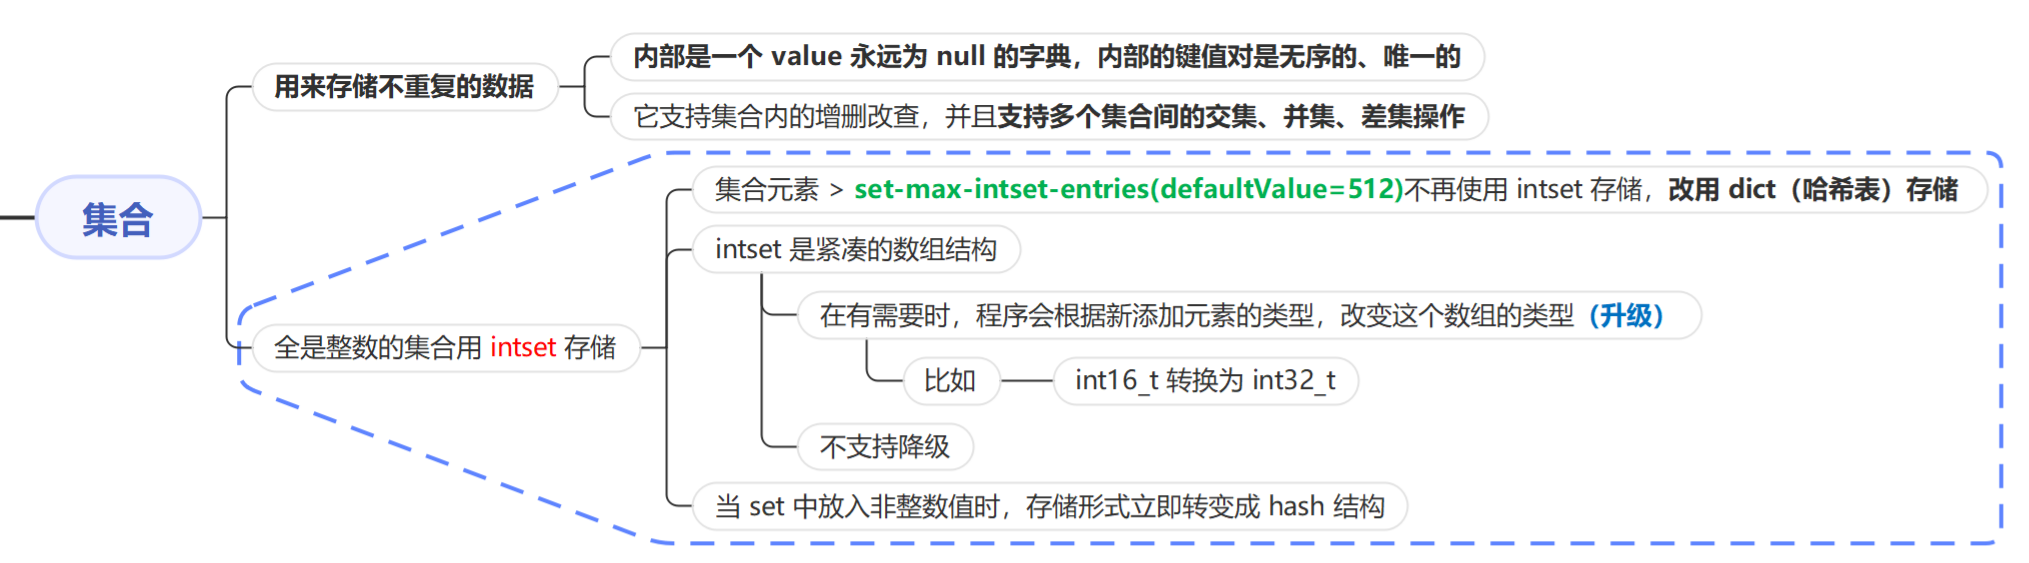 集合
用来存储不重复的数据
内部是一个 value 永远为 null 的字典，内部的键值对是无序的、唯一的
它支持集合内的增删改查，并且支持多个集合间的交集、并集、差集操作
全是整数的集合用 intset 存储
集合元素 > set-max-intset-entries(defaultValue=512)不再使用 intset 存储，改用 dict（哈希表）存储
intset 是紧凑的数组结构
在有需要时，程序会根据新添加元素的类型，改变这个数组的类型（升级）
比如
int16_t 转换为 int32_t
不支持降级
当 set 中放入非整数值时，存储形式立即转变成 hash 结构